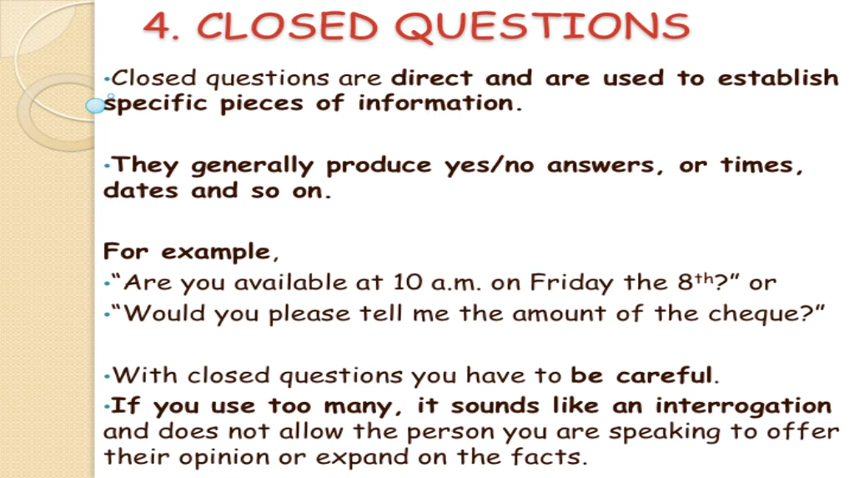 4. CLOSED QUESTIONS
•Closed questions are direct and are used to establish
specific pieces of information.
•They generally produce yes/no answers, or times,
dates and so on.
For example,
•“Are you available at 10 a.m. on Friday the 8th?” or
•“Would you please tell me the amount of the cheque?”
•With closed questions you have to be careful.
•If you use too many, it sounds like an interrogation
and does not allow the person you are speaking to offer
their opinion or expand on the facts.